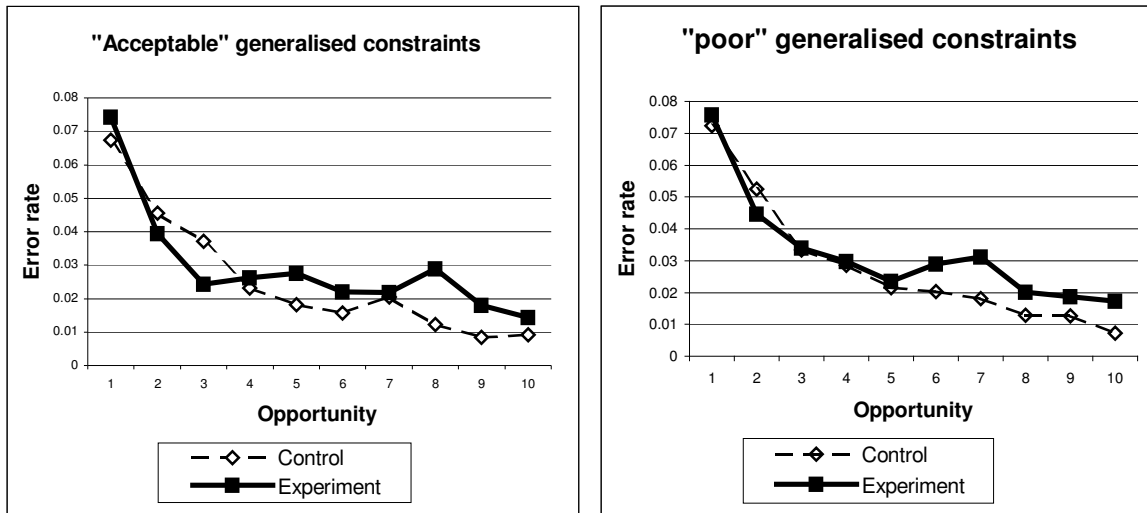 "Acceptable" generalised constraints
0.08
0.07
0.06
0.05
0.04
0.03
0.02
0.01
0
Error rate
1 2 3 4 5 6 7 8 9 10
Opportunity
Control
Experiment
"poor" generalised constraints
0.08
0.07
0.06
0.05
0.04
0.03
0.02
0.01
0
Error rate
1 2 3 4 5 6 7 8 9 10
Opportunity
Control
Experiment